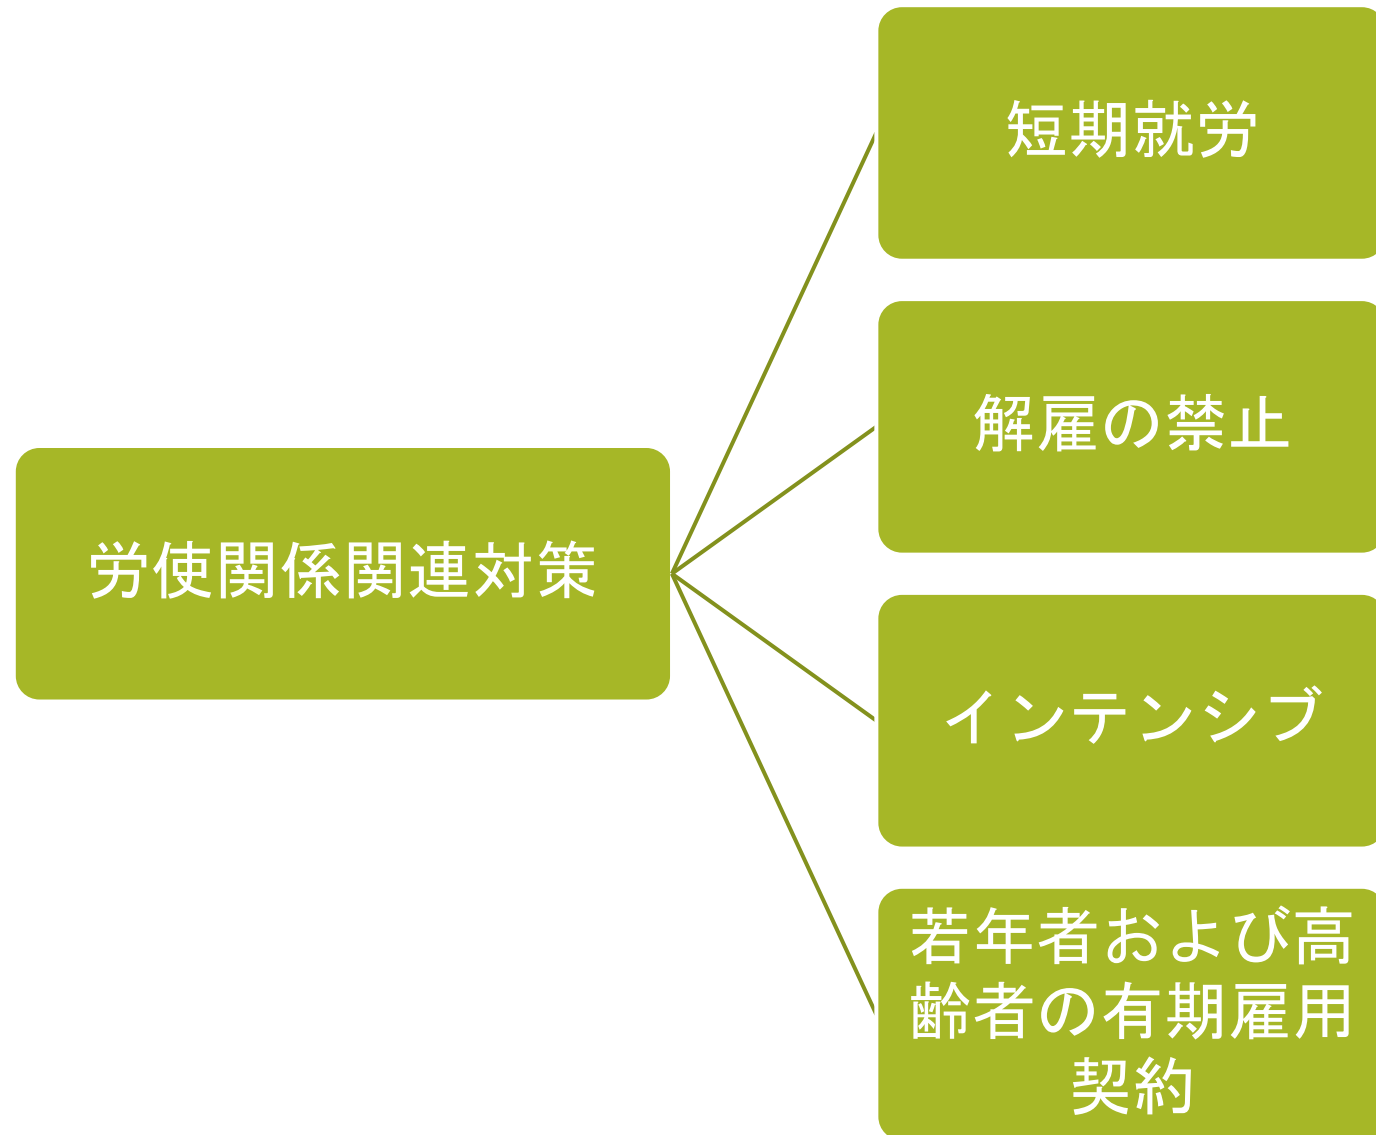 短期就労
解雇の禁止
労使関係関連対策
インテンシブ
若年者および高
齢者の有期雇用
契約